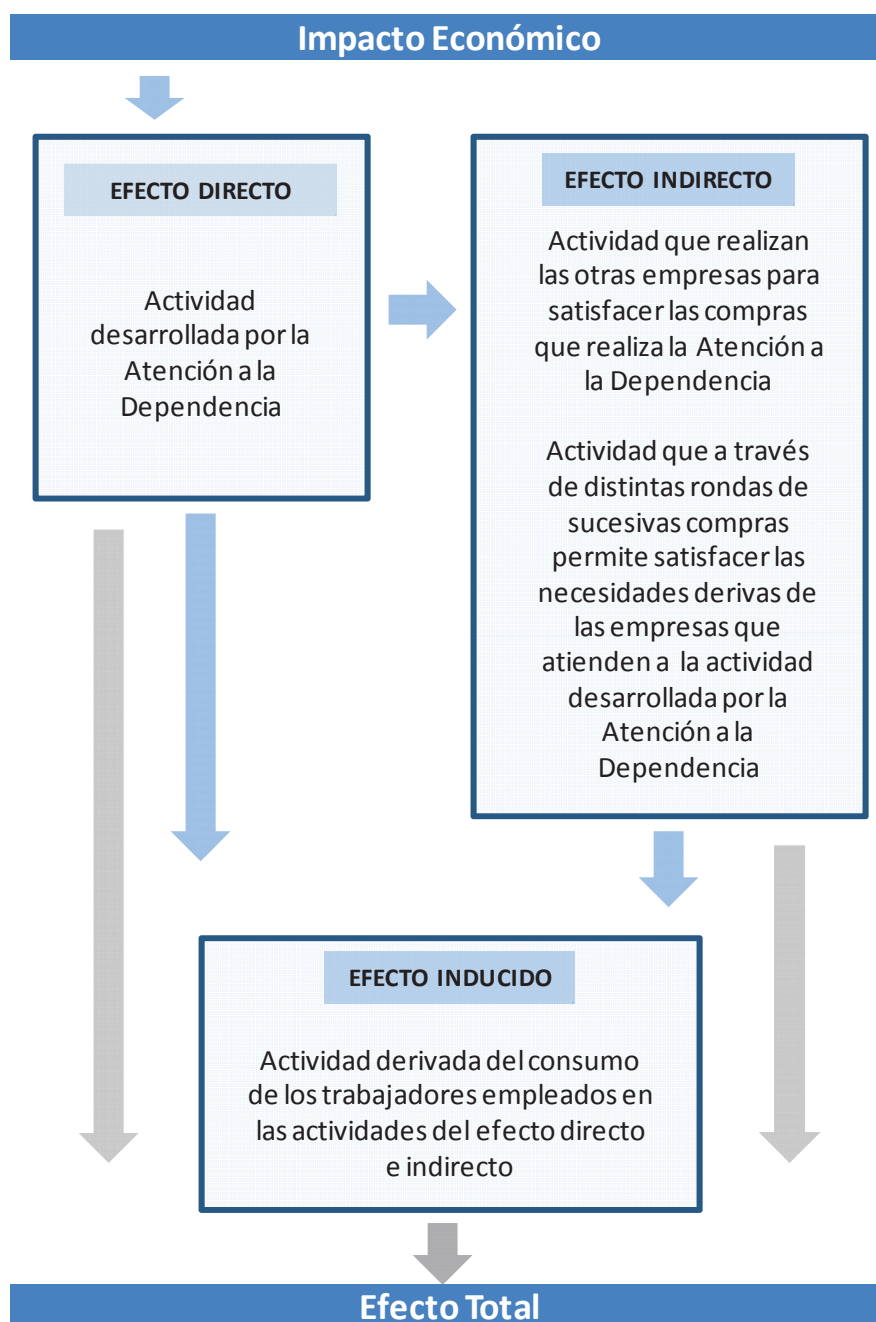 Impacto Económico
EFECTO DIRECTO
Actividad
desarrollada por la
Atención a la
Dependencia
EFECTO INDIRECTO
Actividad que realizan
las otras empresas para
satisfacer las compras
que realiza la Atención a
la Dependencia
Actividad que a través
de distintas rondas de
sucesivas compras
permite satisfacer las
necesidades derivas de
las empresas que
atienden a la actividad
desarrollada por la
Atención a la
Dependencia
EFECTO INDUCIDO
Actividad derivada del consumo
de los trabajadores empleados en
las actividades del efecto directo
e indirecto
Efecto Total